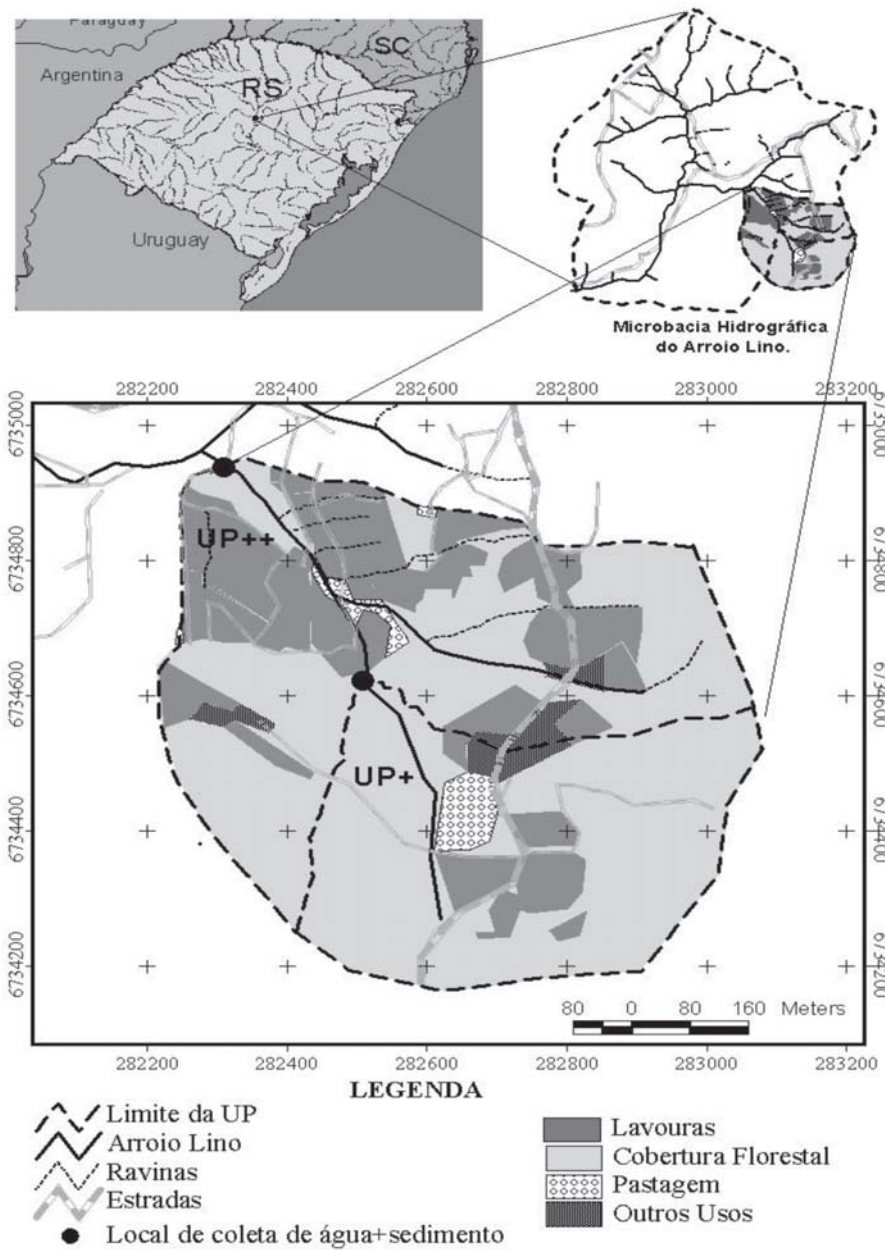 Paraguay
SC
Argentina
RS
Uruguay
Microbacia Hidrográfica
do Arroio Lino.
282200 282400 282600 282800 283000 283200
6735000 6735000
UP++
6734800 6734800
6734600 6734600
UP+
6734400 6734400
6734200 6734200
80 0 80 160 Meters
282200 282400 282600 282800 283000 283200
LEGENDA
Limite da UP
Arroio Lino
Ravinas
Estradas
Local de coleta de água+sedimento
Lavouras
Cobertura Florestal
Pastagem
Outros Usos